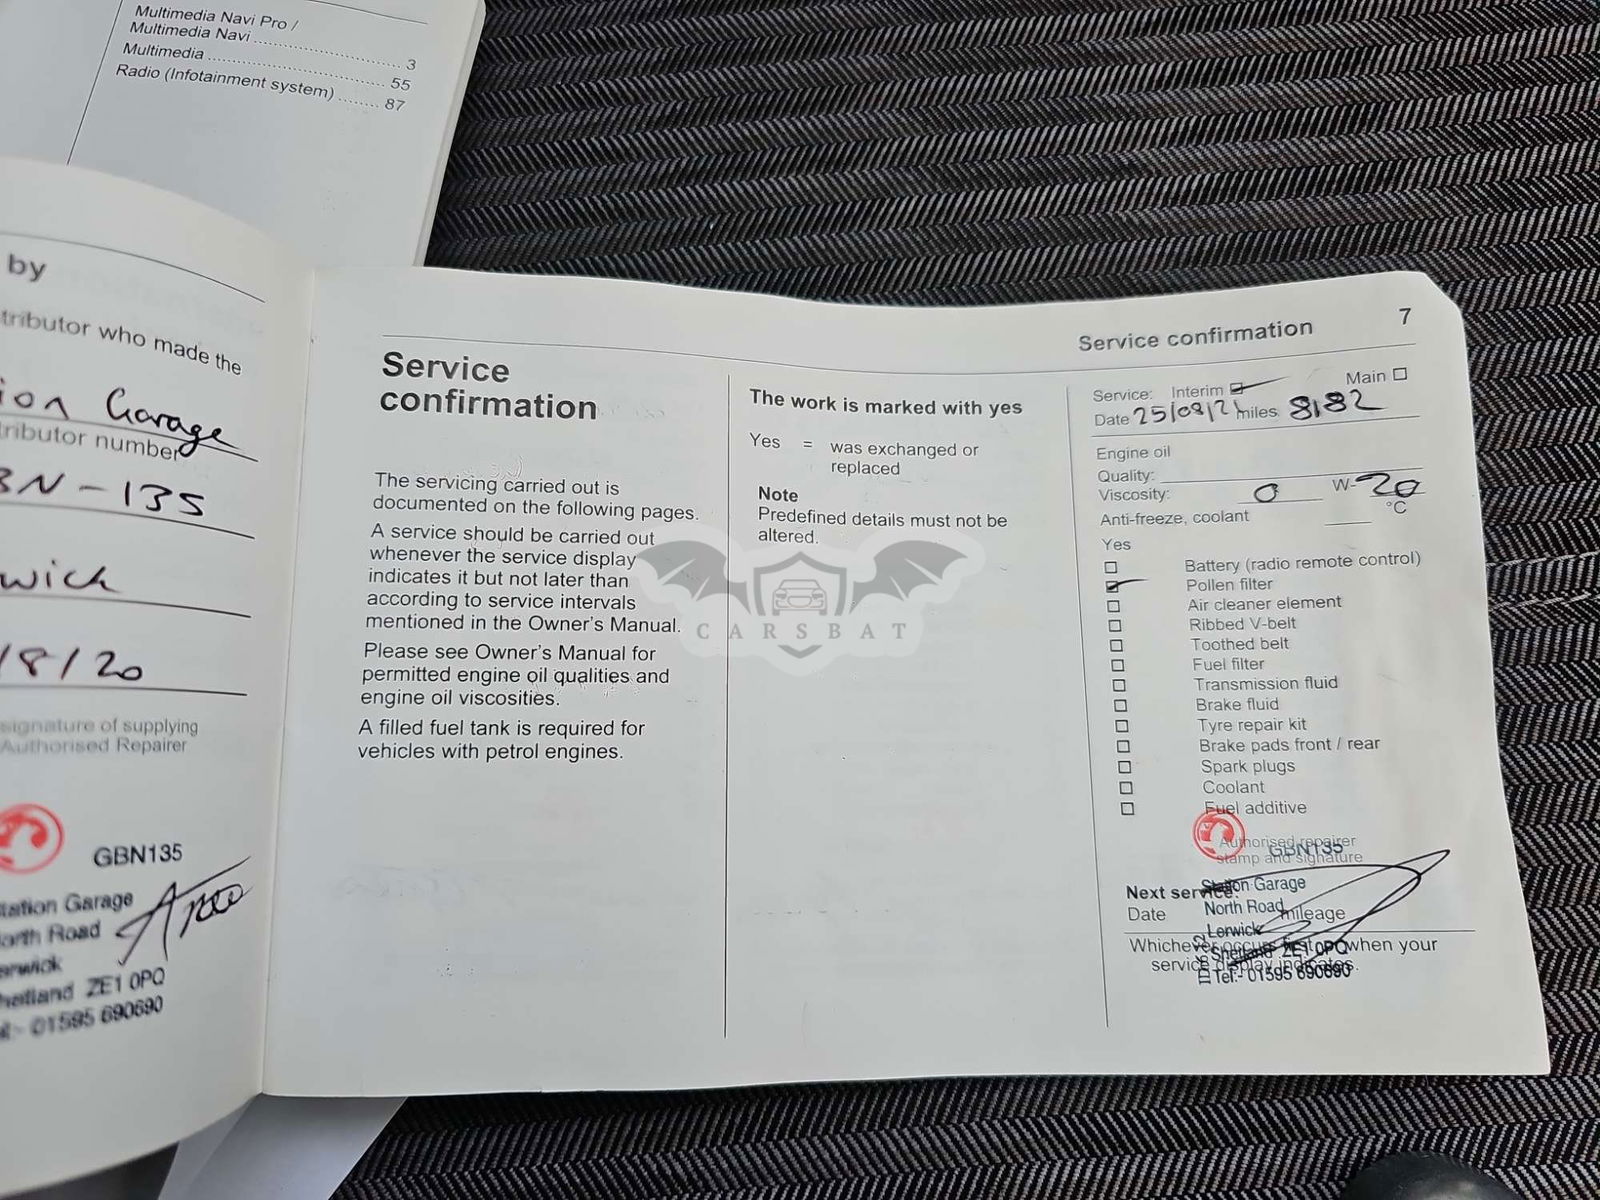 Multimedia Navi Pro /
Multimedia Navi ........................ 3
Multimedia ........................ 55
Radio (Infotainment system) ........ 87
by
tributor who made the
ion Garage
tributor number
BN-135
wick
/8/20
signature of supplying
Authorised Repairer
GBN135
tation Garage
orth Road
erwick
hetland ZE1 0PQ
el:- 01595 690690
Service confirmation 7
Service
confirmation
The servicing carried out is
documented on the following pages.
A service should be carried out
whenever the service display
indicates it but not later than
according to service intervals
mentioned in the Owner's Manual.
Please see Owner's Manual for
permitted engine oil qualities and
engine oil viscosities.
A filled fuel tank is required for
vehicles with petrol engines.
The work is marked with yes
Yes = was exchanged or
replaced
Note
Predefined details must not be
altered.
CARSBAT
Service: Interim Main
Date 25/08/21 miles 8182
Engine oil
Quality:
Viscosity: 0 W-20
Anti-freeze, coolant °C
Yes
Battery (radio remote control)
Pollen filter
Air cleaner element
Ribbed V-belt
Toothed belt
Fuel filter
Transmission fluid
Brake fluid
Tyre repair kit
Brake pads front / rear
Spark plugs
Coolant
Fuel additive
Authorised repairer
GBN135
stamp and signature
Next service:
Station Garage
Date North Road mileage
Lerwick
Whichever occurs first or when your
Shetland ZE1 0PQ
service display indicates.
Tel:- 01595 690690